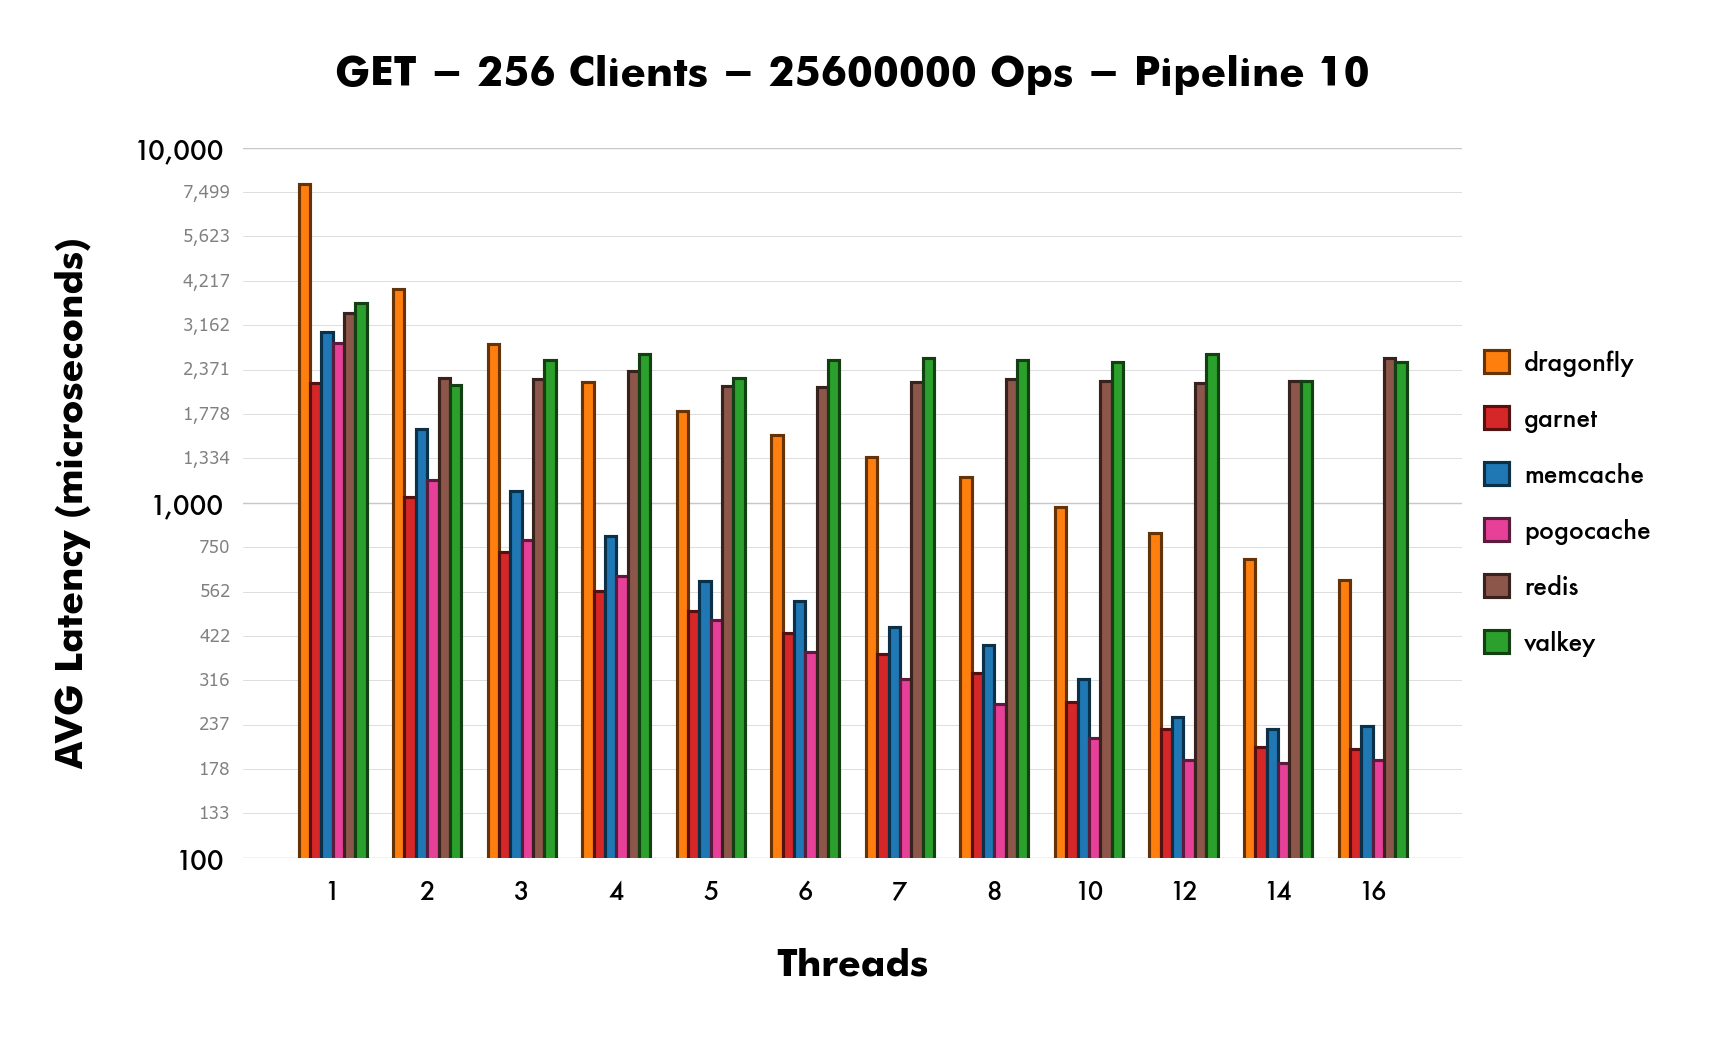 GET – 256 Clients – 25600000 Ops – Pipeline 10
AVG Latency (microseconds)
10,000
7,499
5,623
4,217
3,162
2,371
1,778
1,334
1,000
750
562
422
316
237
178
133
100
1 2 3 4 5 6 7 8 10 12 14 16
Threads
dragonfly
garnet
memcache
pogocache
redis
valkey